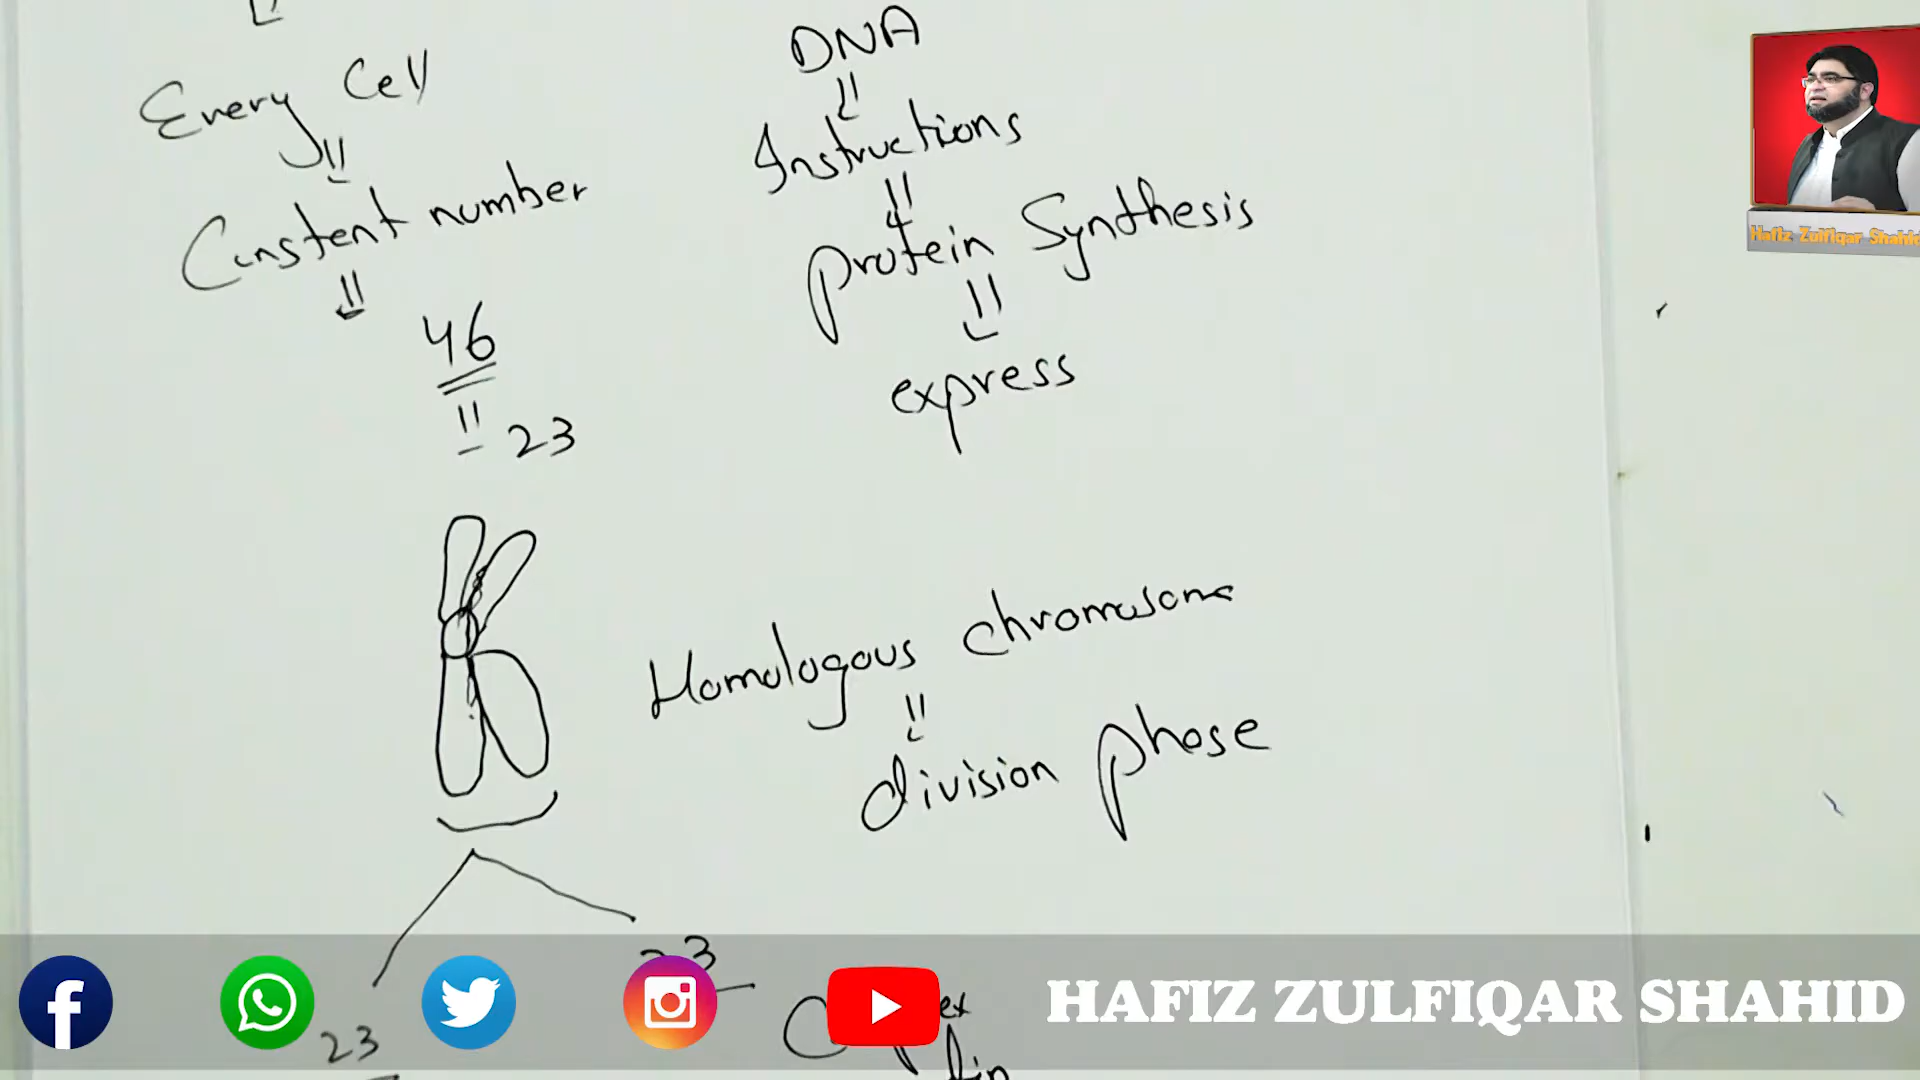 Every Cell
Constent number
46
23
DNA
Instructions
Protein Synthesis
express
Homologous chromosome
division phase
23
23
Hafiz Zulfiqar Shahid
HAFIZ ZULFIQAR SHAHID